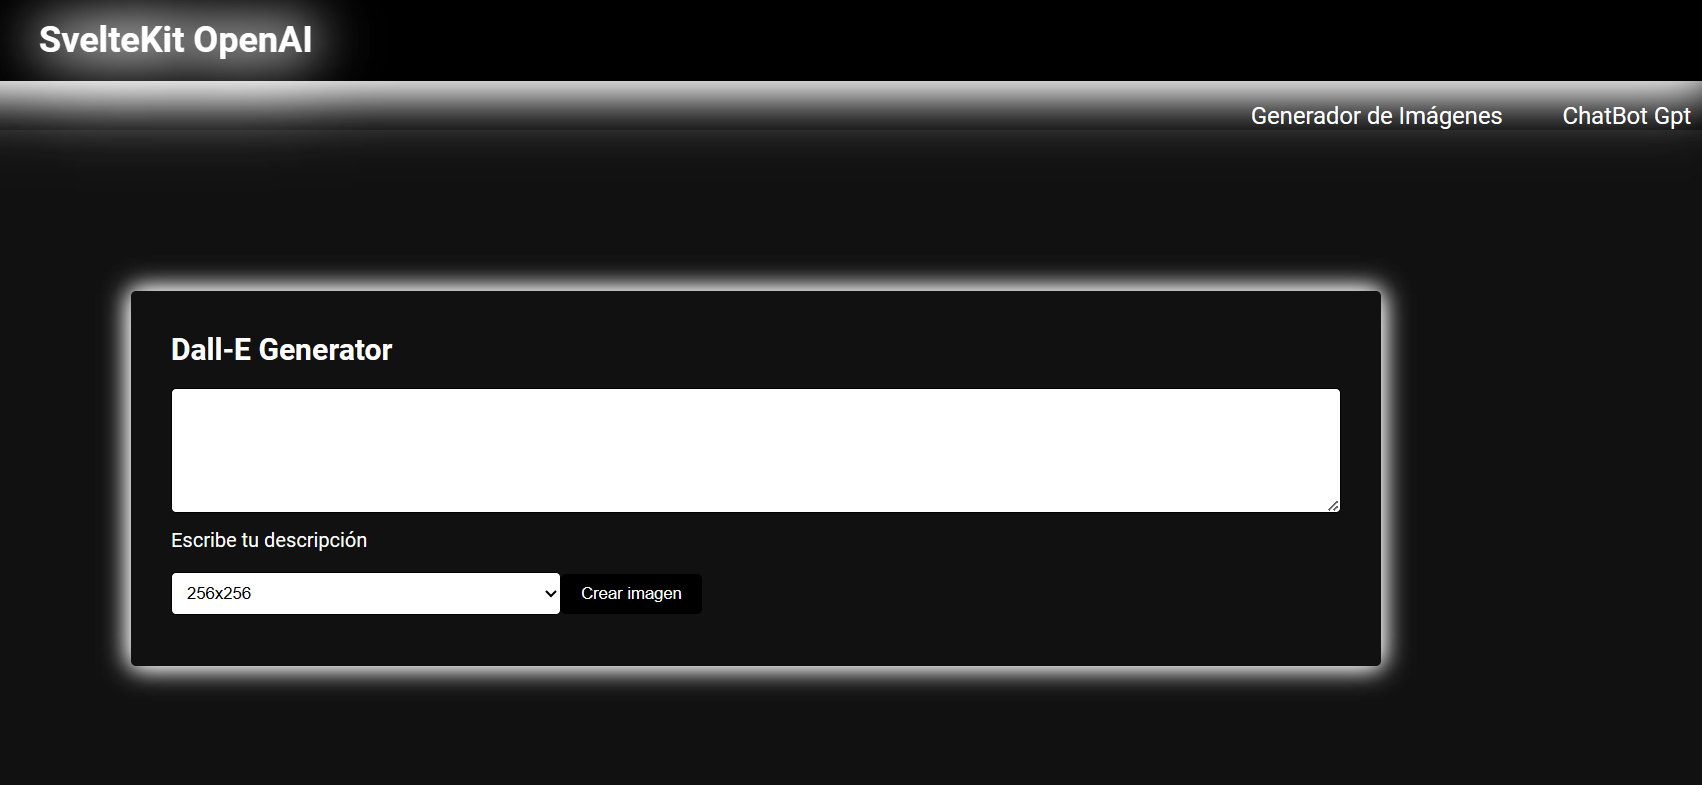 SvelteKit OpenAI
Generador de Imágenes ChatBot Gpt
Dall-E Generator
Escribe tu descripción
256x256 Crear imagen